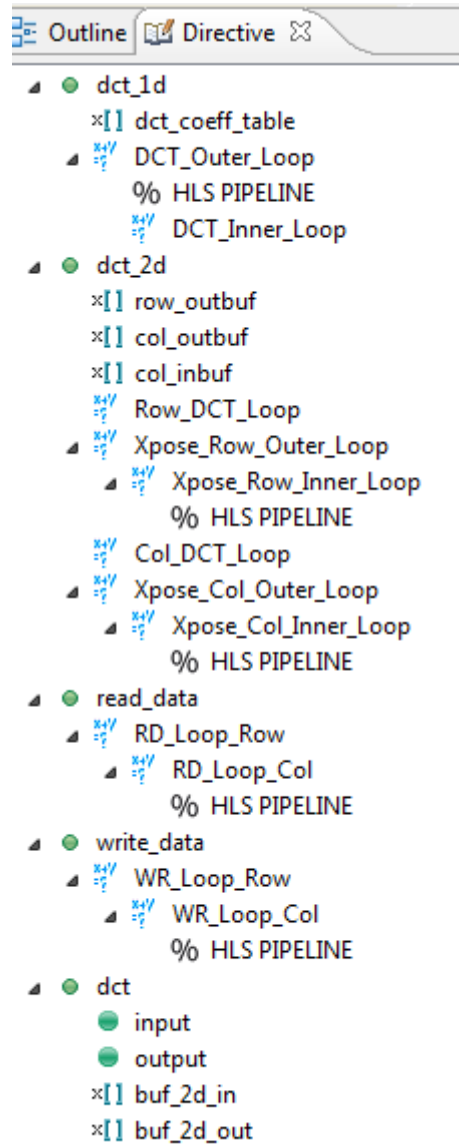 Outline Directive
dct_1d
x[] dct_coeff_table
DCT_Outer_Loop
% HLS PIPELINE
DCT_Inner_Loop
dct_2d
x[] row_outbuf
x[] col_outbuf
x[] col_inbuf
Row_DCT_Loop
Xpose_Row_Outer_Loop
Xpose_Row_Inner_Loop
% HLS PIPELINE
Col_DCT_Loop
Xpose_Col_Outer_Loop
Xpose_Col_Inner_Loop
% HLS PIPELINE
read_data
RD_Loop_Row
RD_Loop_Col
% HLS PIPELINE
write_data
WR_Loop_Row
WR_Loop_Col
% HLS PIPELINE
dct
input
output
x[] buf_2d_in
x[] buf_2d_out